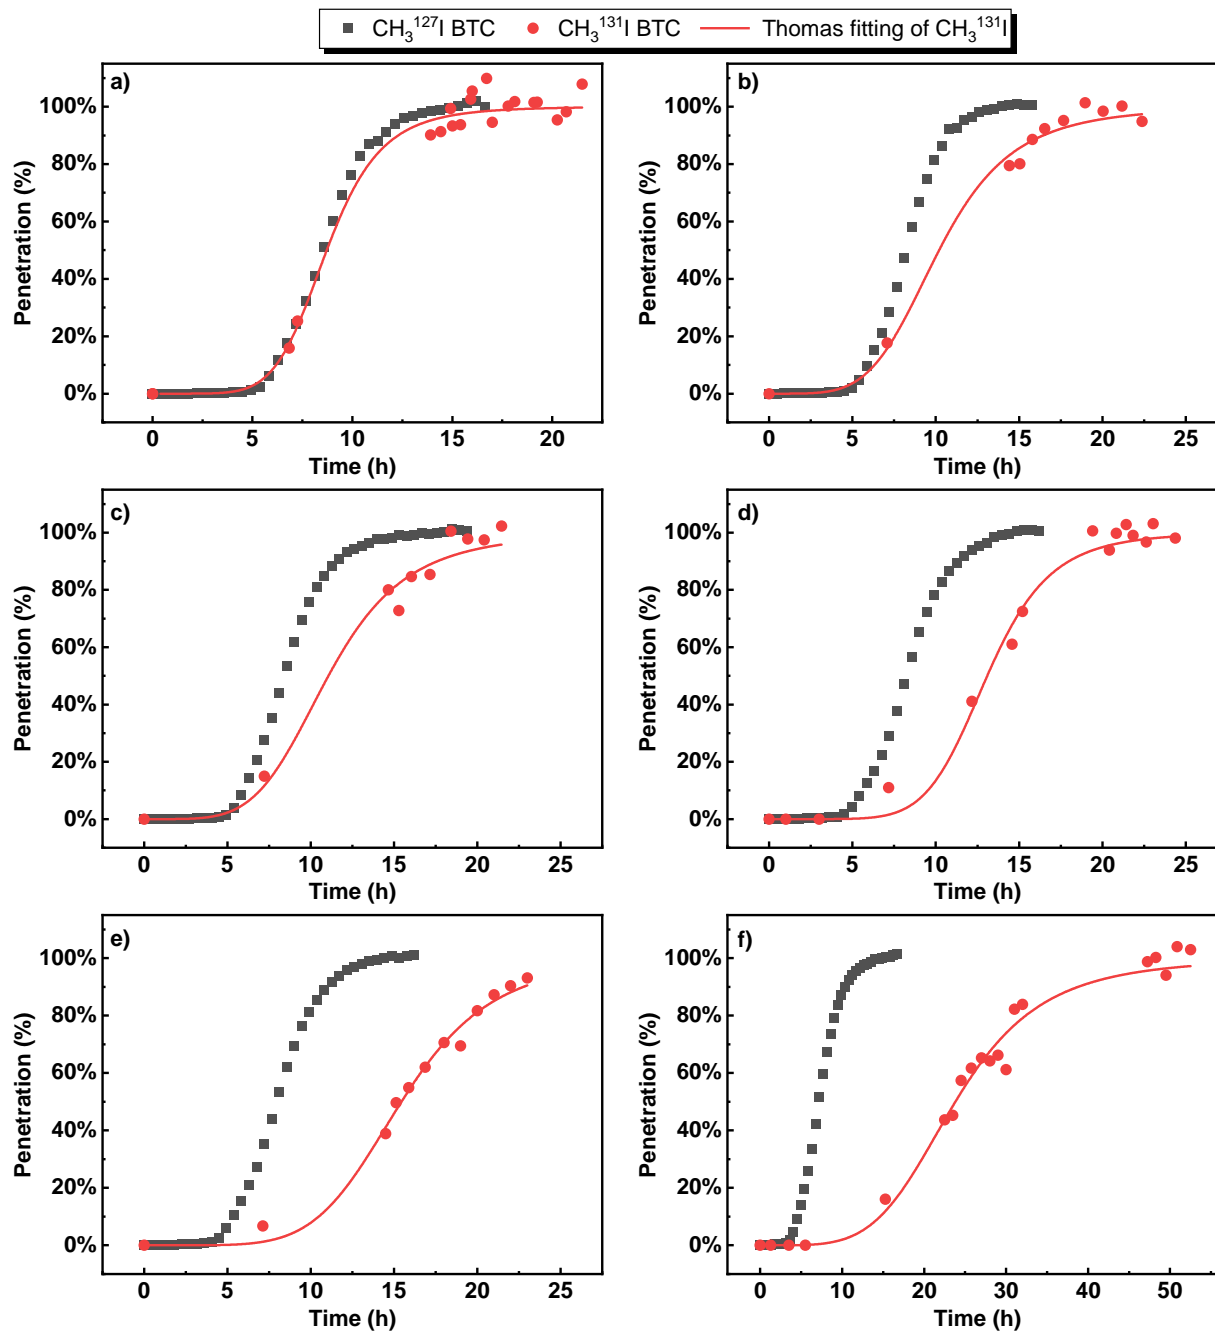 CH₃¹²⁷I BTC CH₃¹³¹I BTC Thomas fitting of CH₃¹³¹I
a)
100%
80%
60%
40%
20%
0%
Penetration (%)
0 5 10 15 20
Time (h)
b)
100%
80%
60%
40%
20%
0%
Penetration (%)
0 5 10 15 20 25
Time (h)
c)
100%
80%
60%
40%
20%
0%
Penetration (%)
0 5 10 15 20 25
Time (h)
d)
100%
80%
60%
40%
20%
0%
Penetration (%)
0 5 10 15 20 25
Time (h)
e)
100%
80%
60%
40%
20%
0%
Penetration (%)
0 5 10 15 20 25
Time (h)
f)
100%
80%
60%
40%
20%
0%
Penetration (%)
0 10 20 30 40 50
Time (h)